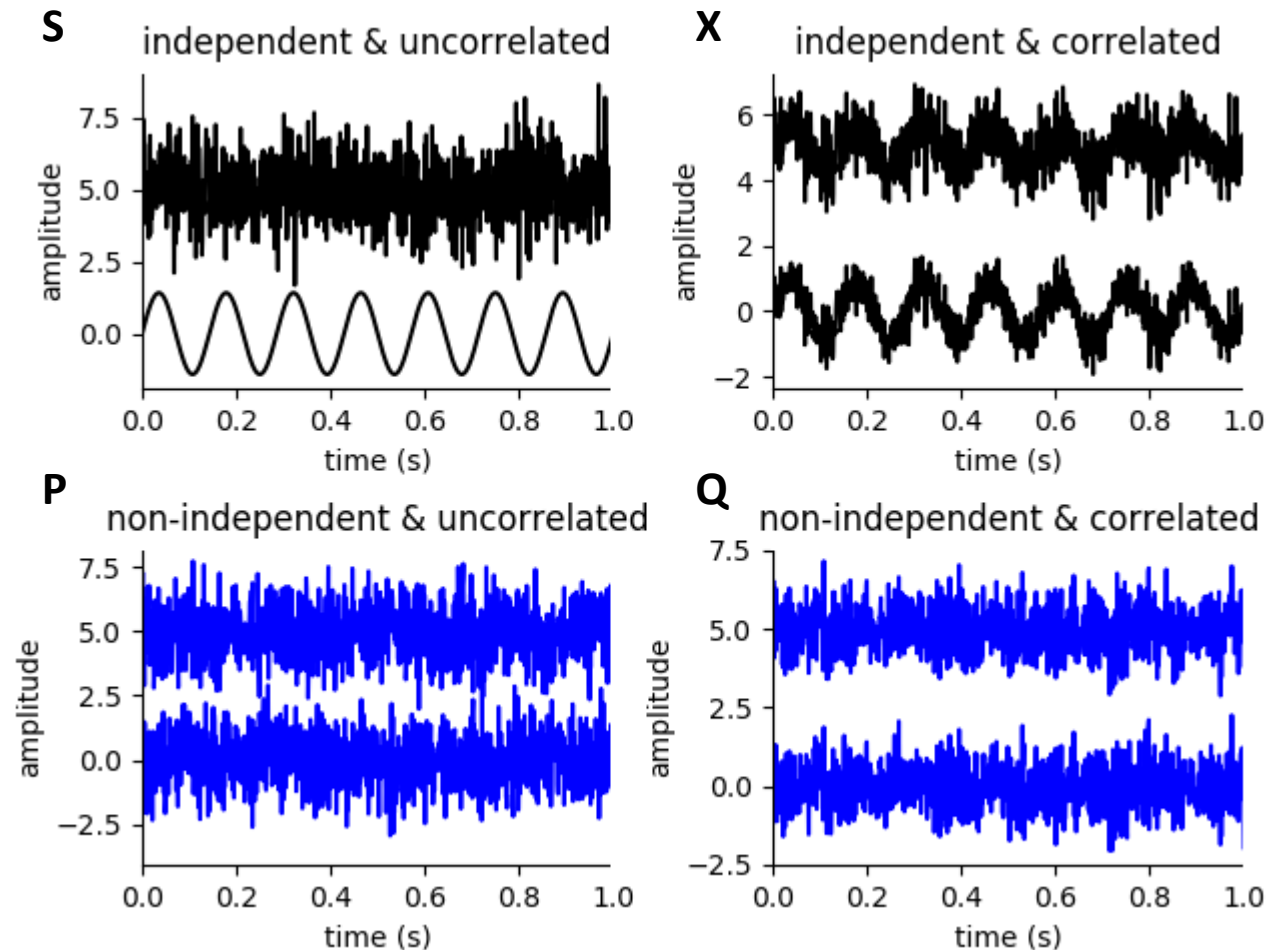 S
independent & uncorrelated
7.5
5.0
2.5
0.0
amplitude
0.0 0.2 0.4 0.6 0.8 1.0
time (s)
X
independent & correlated
6
4
2
0
−2
amplitude
0.0 0.2 0.4 0.6 0.8 1.0
time (s)
P
non-independent & uncorrelated
7.5
5.0
2.5
0.0
−2.5
amplitude
0.0 0.2 0.4 0.6 0.8 1.0
time (s)
Q
non-independent & correlated
7.5
5.0
2.5
0.0
−2.5
amplitude
0.0 0.2 0.4 0.6 0.8 1.0
time (s)